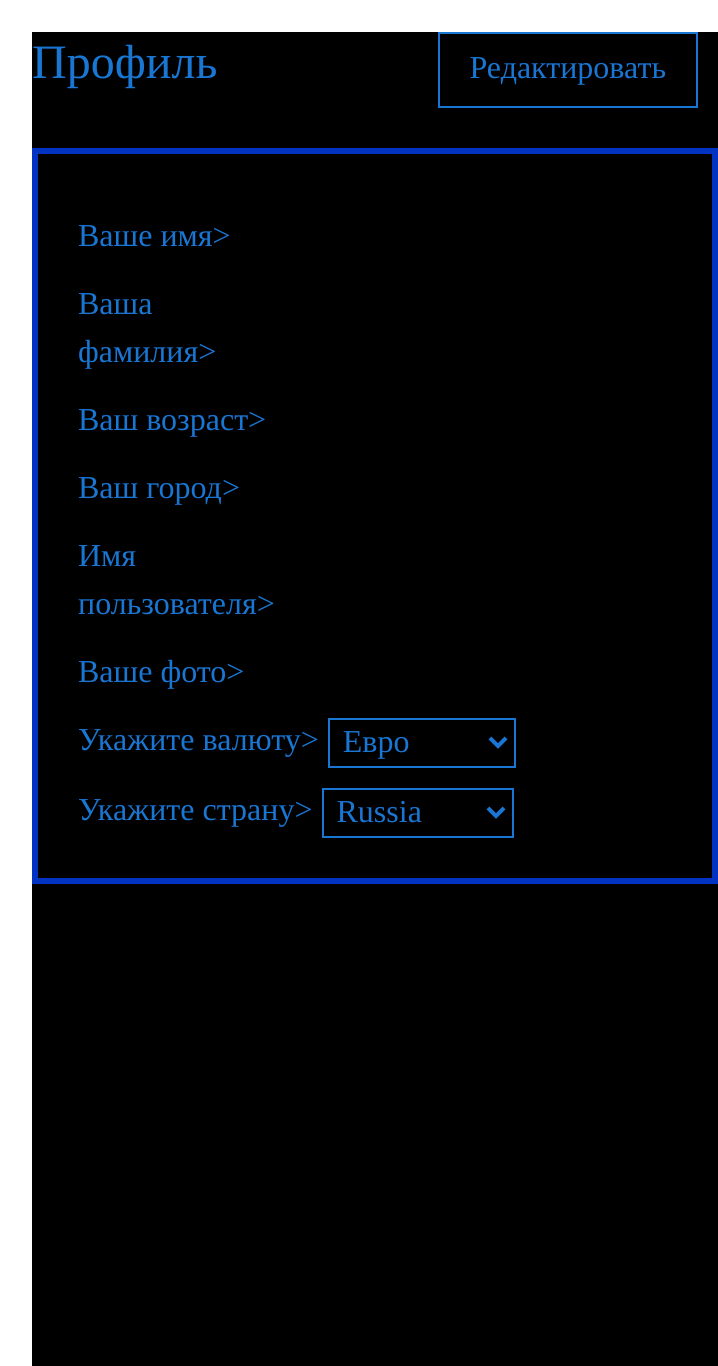 Профиль
Редактировать
Ваше имя>
Ваша
фамилия>
Ваш возраст>
Ваш город>
Имя
пользователя>
Ваше фото>
Укажите валюту> Евро
Укажите страну> Russia